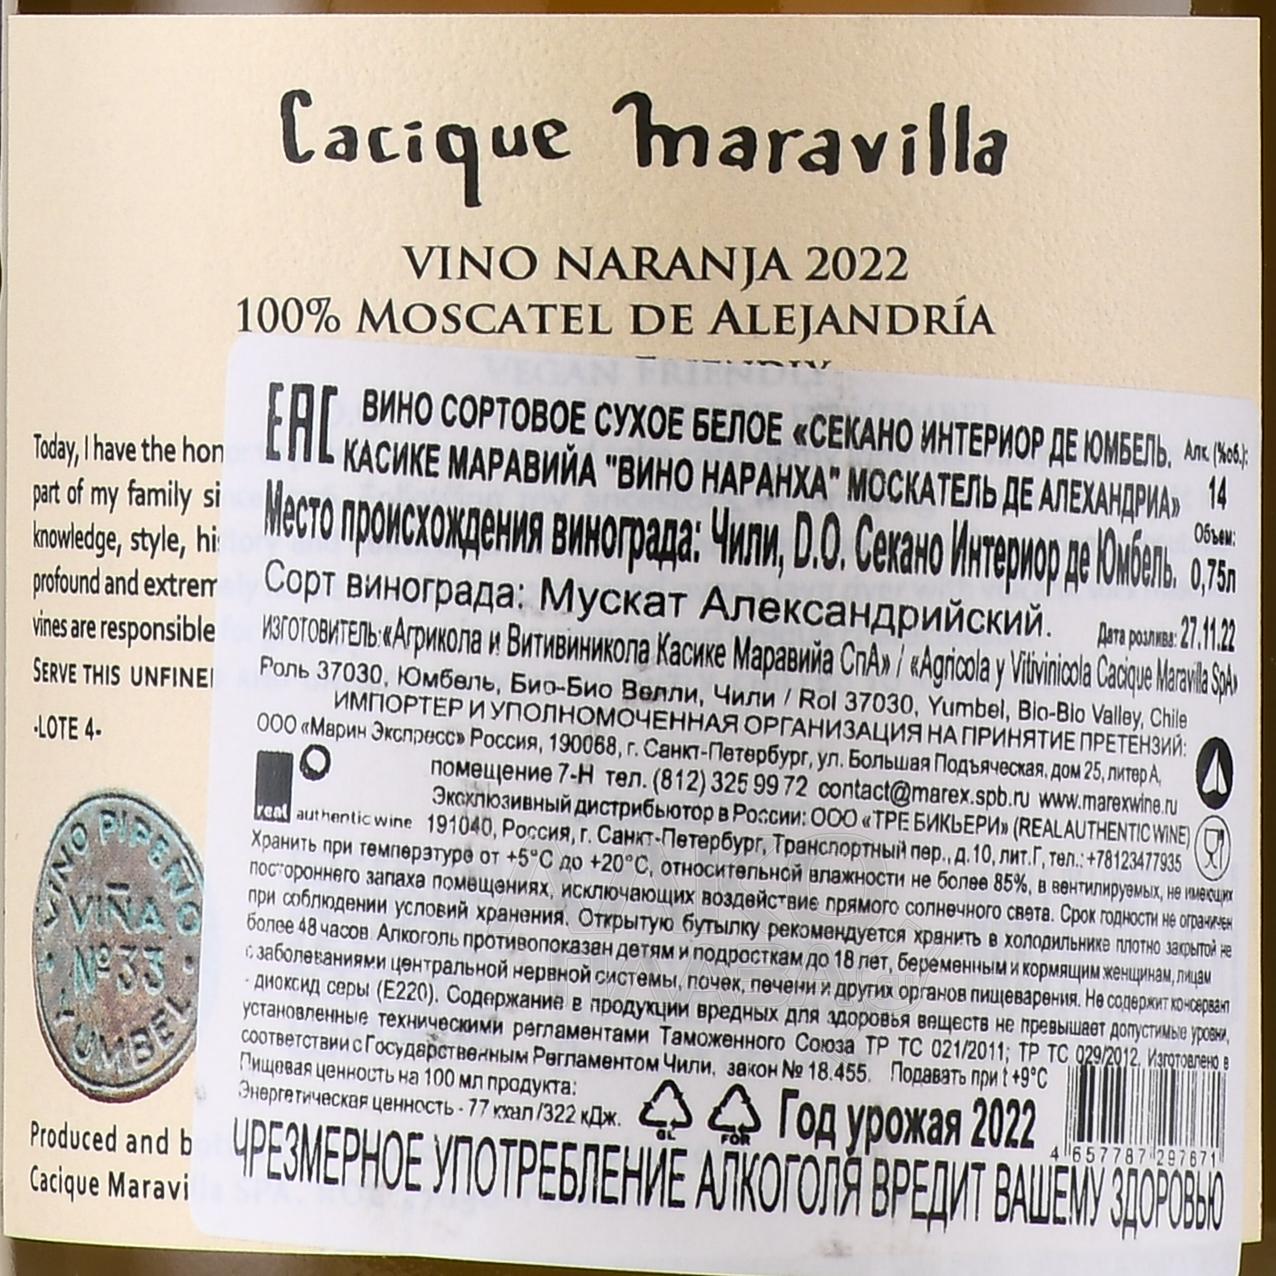 Cacique Maravilla
VINO NARANJA 2022
100% MOSCATEL DE ALEJANDRÍA
VEGAN FRIENDLY
Today, I have the hon
part of my family si
knowledge, style, hi
profound and extrem
vines are responsible
SERVE THIS UNFINE
-LOTE 4-
VINO PIPEÑO
VIÑA
Nº33
YUMBEL
Produced and b
Cacique Maravi
EAC ВИНО СОРТОВОЕ СУХОЕ БЕЛОЕ «СЕКАНО ИНТЕРИОР ДЕ ЮМБЕЛЬ.
КАСИКЕ МАРАВИЙА "ВИНО НАРАНХА" МОСКАТЕЛЬ ДЕ АЛЕХАНДРИА»
Алк. (%об.):
14
Объем:
0,75л
Место происхождения винограда: Чили, D.O. Секано Интериор де Юмбель.
Сорт винограда: Мускат Александрийский.
Дата розлива: 27.11.22
ИЗГОТОВИТЕЛЬ:«Агрикола и Витивиникола Касике Маравийа СпА» / «Agricola y Vitivinicola Cacique Maravilla SpA»
Роль 37030, Юмбель, Био-Био Велли, Чили / Rol 37030, Yumbel, Bio-Bio Valley, Chile
ИМПОРТЕР И УПОЛНОМОЧЕННАЯ ОРГАНИЗАЦИЯ НА ПРИНЯТИЕ ПРЕТЕНЗИЙ:
ООО «Марин Экспресс» Россия, 190068, г. Санкт-Петербург, ул. Большая Подъяческая, дом 25, литер А,
помещение 7-Н тел. (812) 325 99 72 contact@marex.spb.ru www.marexwine.ru
Эксклюзивный дистрибьютор в России: ООО «ТРЕ БИКЬЕРИ» (REAL AUTHENTIC WINE)
real authentic wine
191040, Россия, г. Санкт-Петербург, Транспортный пер., д. 10, лит. Г, тел.: +78123477935
Хранить при температуре от +5°С до +20°С, относительной влажности не более 85%, в вентилируемых, не имеющих
постороннего запаха помещениях, исключающих воздействие прямого солнечного света. Срок годности не ограничен
при соблюдении условий хранения. Открытую бутылку рекомендуется хранить в холодильнике плотно закрытой не
более 48 часов. Алкоголь противопоказан детям и подросткам до 18 лет, беременным и кормящим женщинам, лицам
с заболеваниями центральной нервной системы, почек, печени и других органов пищеварения. Не содержит консервант
- диоксид серы (Е220). Содержание в продукции вредных для здоровья веществ не превышает допустимые уровни,
установленные техническими регламентами Таможенного Союза ТР ТС 021/2011; ТР ТС 029/2012. Изготовлено в
соответствии с Государственным Регламентом Чили, закон № 18.455. Подавать при t +9°С
Пищевая ценность на 100 мл продукта:
Энергетическая ценность - 77 ккал /322 кДж.
GL
FOR
Год урожая 2022
4 657787 297671
ЧРЕЗМЕРНОЕ УПОТРЕБЛЕНИЕ АЛКОГОЛЯ ВРЕДИТ ВАШЕМУ ЗДОРОВЬЮ